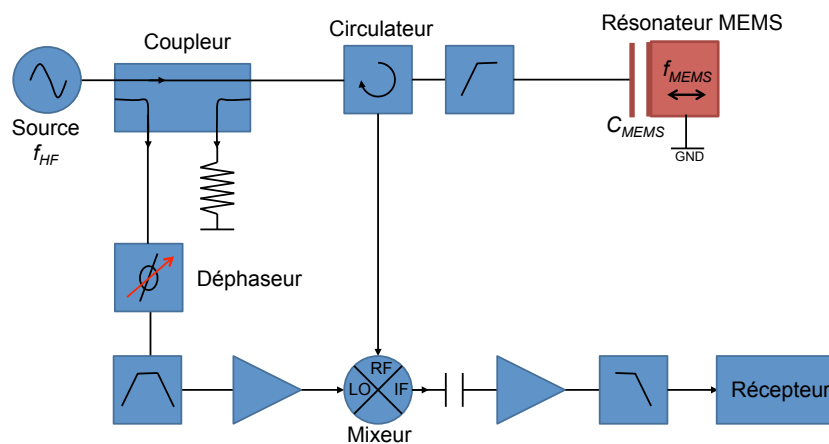 Coupleur
Circulateur
Résonateur MEMS
Source
f_HF
f_MEMS
C_MEMS
GND
Déphaseur
RF
LO
IF
Mixeur
Récepteur